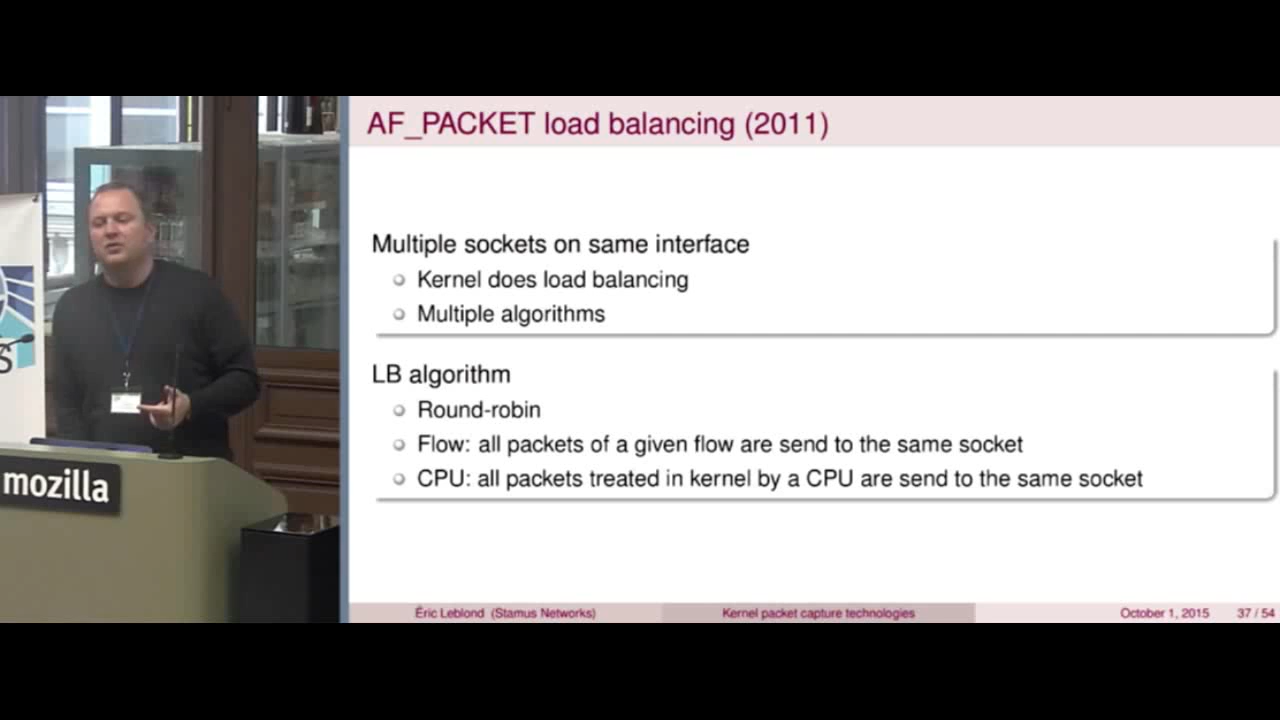 AF_PACKET load balancing (2011)
Multiple sockets on same interface
Kernel does load balancing
Multiple algorithms
LB algorithm
Round-robin
Flow: all packets of a given flow are send to the same socket
CPU: all packets treated in kernel by a CPU are send to the same socket
mozilla
Éric Leblond (Stamus Networks) Kernel packet capture technologies October 1, 2015 37 / 54